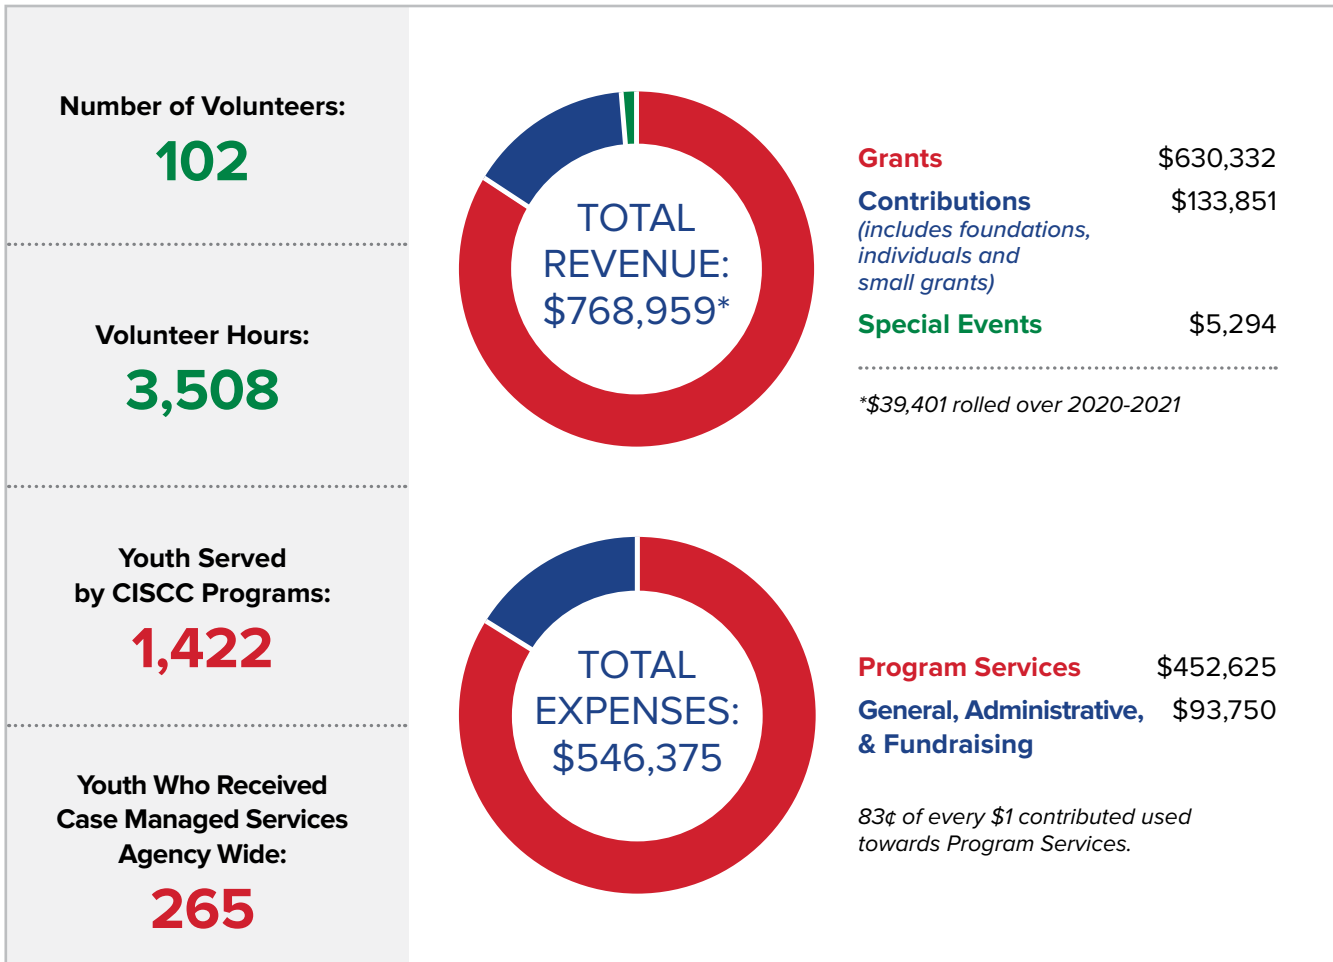 Number of Volunteers:
102
Volunteer Hours:
3,508
Youth Served
by CISCC Programs:
1,422
Youth Who Received
Case Managed Services
Agency Wide:
265
TOTAL
REVENUE:
$768,959*
Grants $630,332
Contributions $133,851
(includes foundations,
individuals and
small grants)
Special Events $5,294
*$39,401 rolled over 2020-2021
TOTAL
EXPENSES:
$546,375
Program Services $452,625
General, Administrative, $93,750
& Fundraising
83¢ of every $1 contributed used
towards Program Services.